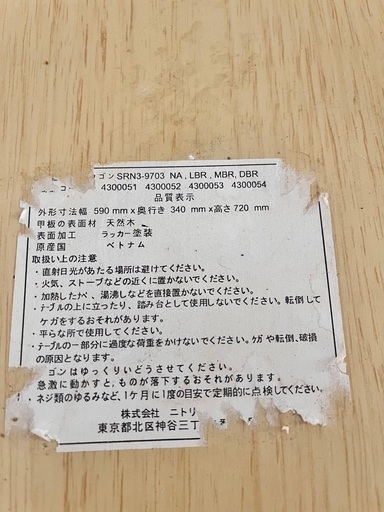 ゴン SRN3-9703 NA, LBR, MBR, DBR
4300051 4300052 4300053 4300054
品質表示
外形寸法幅 590 mm x 奥行き 340 mm x高さ 720 mm
甲板の表面材 天然木
表面加工 ラッカー塗装
原産国 ベトナム
取扱い上の注意
・直射日光があたる場所は避けてください。
・火気、ストーブなどの近くに置かないでください。
・加熱したナベ、湯沸しなどを直接置かないでください。
・テーブルの上に立ったり、踏み台として使用しないでください。転倒して
ケガをするおそれがあります。
・平らな所で使用してください。
・テーブルの一部分に過度な荷重をかけないでください。ケガや転倒、破損
の原因となります。
ゴンはゆっくりいどうさせてください。
急激に動かすと、ものが落下するおそれがあります。
・ネジ類のゆるみなど、1ケ月に1度の目安で定期的に点検してください。
株式会社 ニトリ
東京都北区神谷三丁